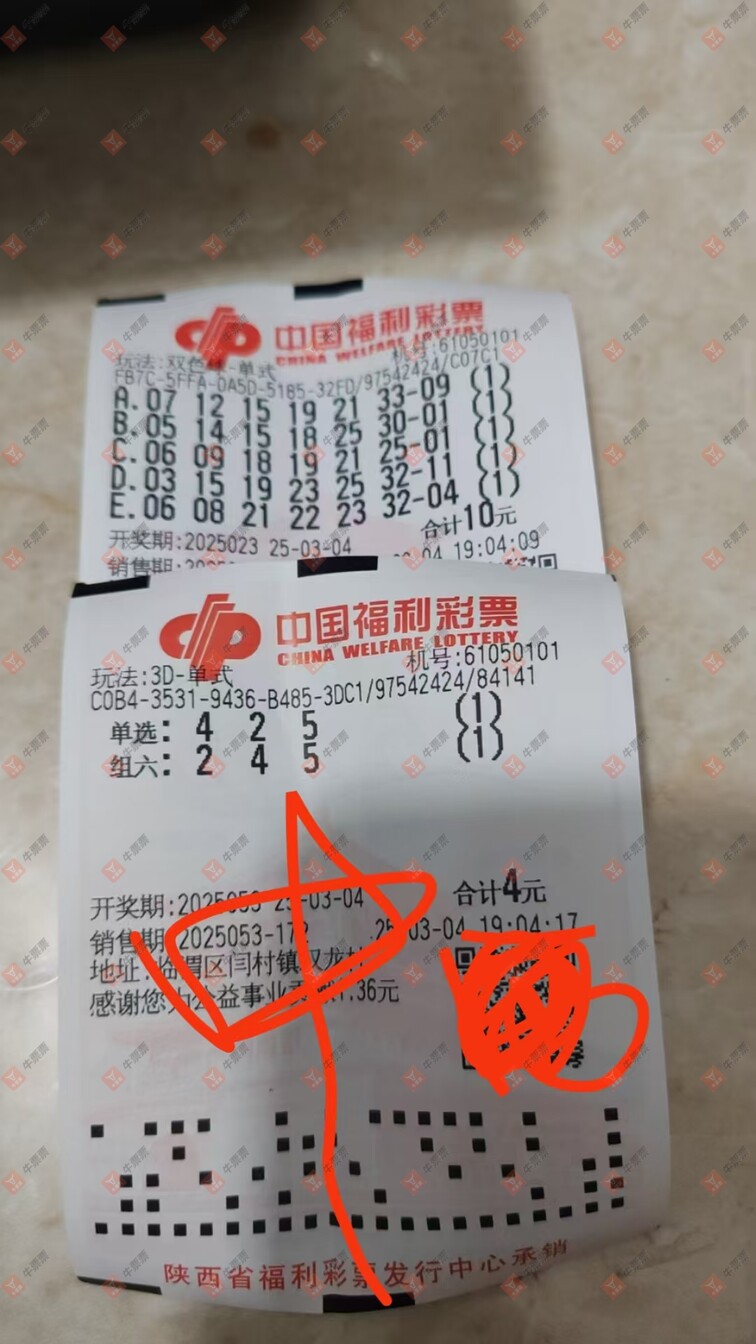 中国福利彩票
CHINA WELFARE LOTTERY
玩法:双色球-单式 机号:61050101
FB7C-5FFA-0A5D-5185-32FD/97542424/C07C1
A.07 12 15 19 21 33-09 (1)
B.05 14 15 18 25 30-01 (1)
C.06 09 18 19 21 25-01 (1)
D.03 15 19 23 25 32-11 (1)
E.06 08 21 22 23 32-04 (1)
合计10元
开奖期:2025023 25-03-04
销售期: 04 19:04:09
中国福利彩票
CHINA WELFARE LOTTERY
玩法:3D-单式 机号:61050101
C0B4-3531-9436-B485-3DC1/97542424/84141
单选: 4 2 5 (1)
组六: 2 4 5 (1)
开奖期:2025053 25-03-04 合计4元
销售期:2025053-172 25-03-04 19:04:17
地址:临渭区闫村镇双龙
感谢您为公益事业贡献1.36元
陕西省福利彩票发行中心承销
中